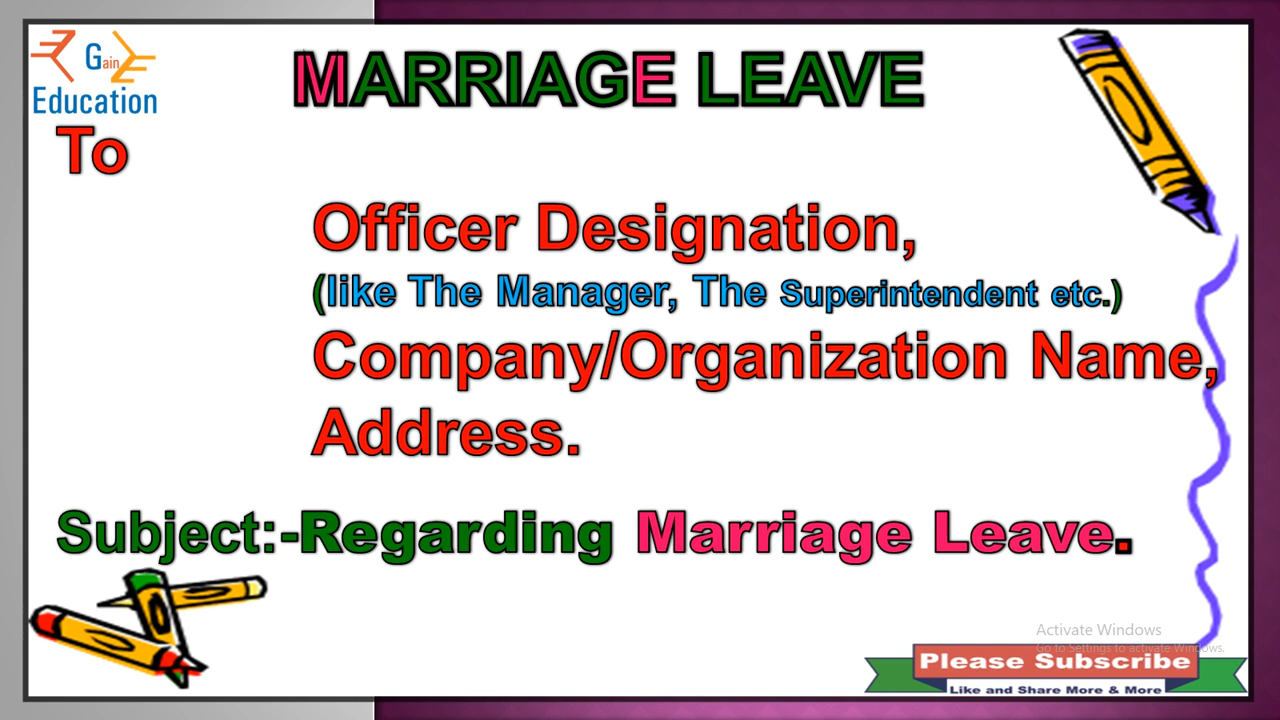 Gain
Education
MARRIAGE LEAVE
To
Officer Designation,
(like The Manager, The Superintendent etc.)
Company/Organization Name,
Address.
Subject:-Regarding Marriage Leave.
Activate Windows
Go to Settings to activate Windows.
Please Subscribe
Like and Share More & More